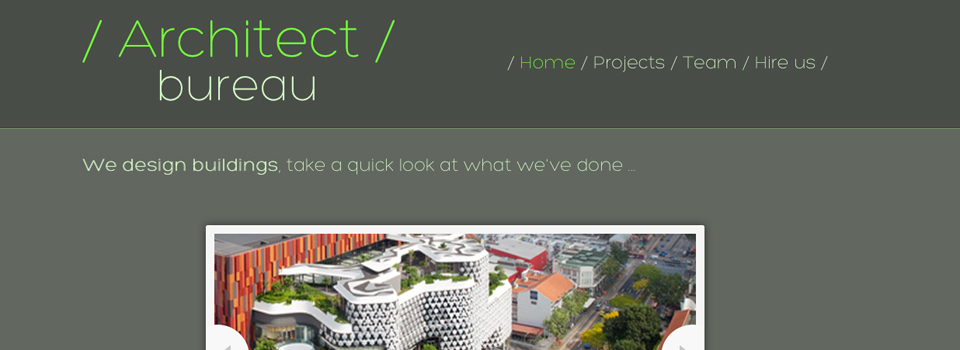 / Architect /
bureau
/ Home / Projects / Team / Hire us /
We design buildings, take a quick look at what we've done ...